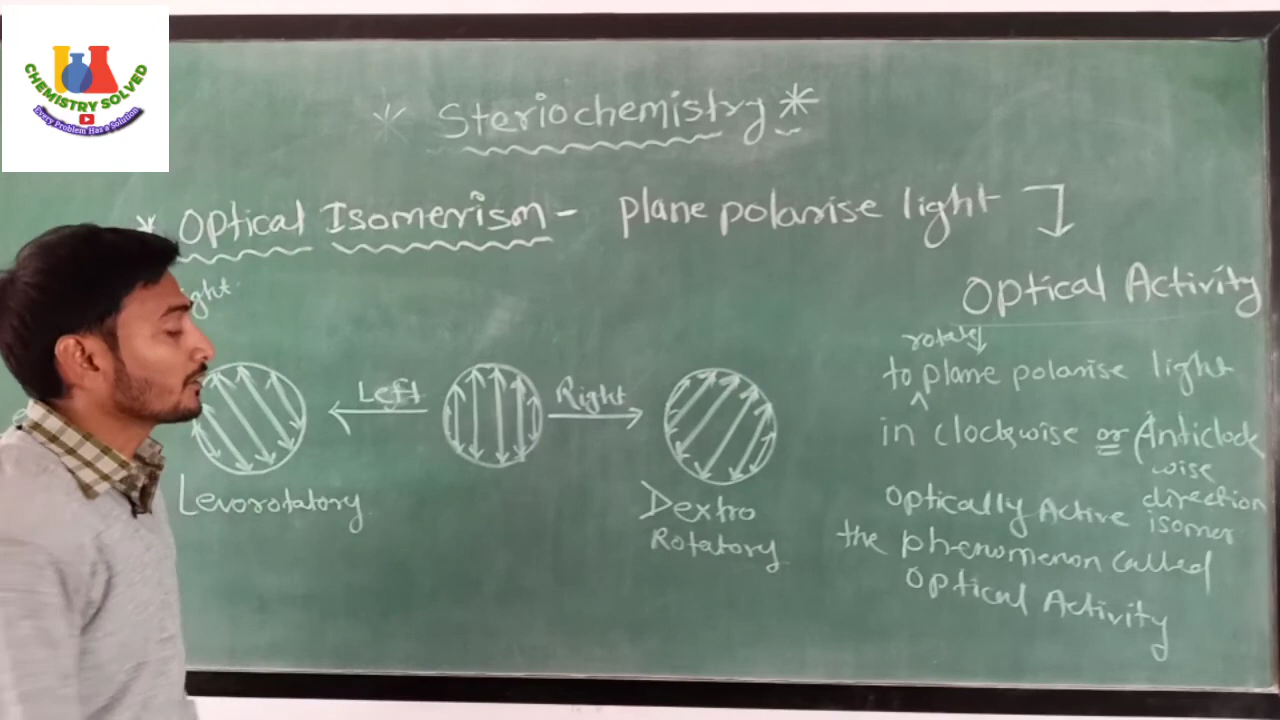 CHEMISTRY SOLVED
Every Problem Has a Solution
* Steriochemistry *
* Optical Isomerism - plane polarise light
Optical Activity
rotate
to plane polarise light
in clockwise or Anticlock
wise
direction
Optically Active isomer
the phenomenon called
Optical Activity
ight.
Left
Right
Levorotatory
Dextro
Rotatory